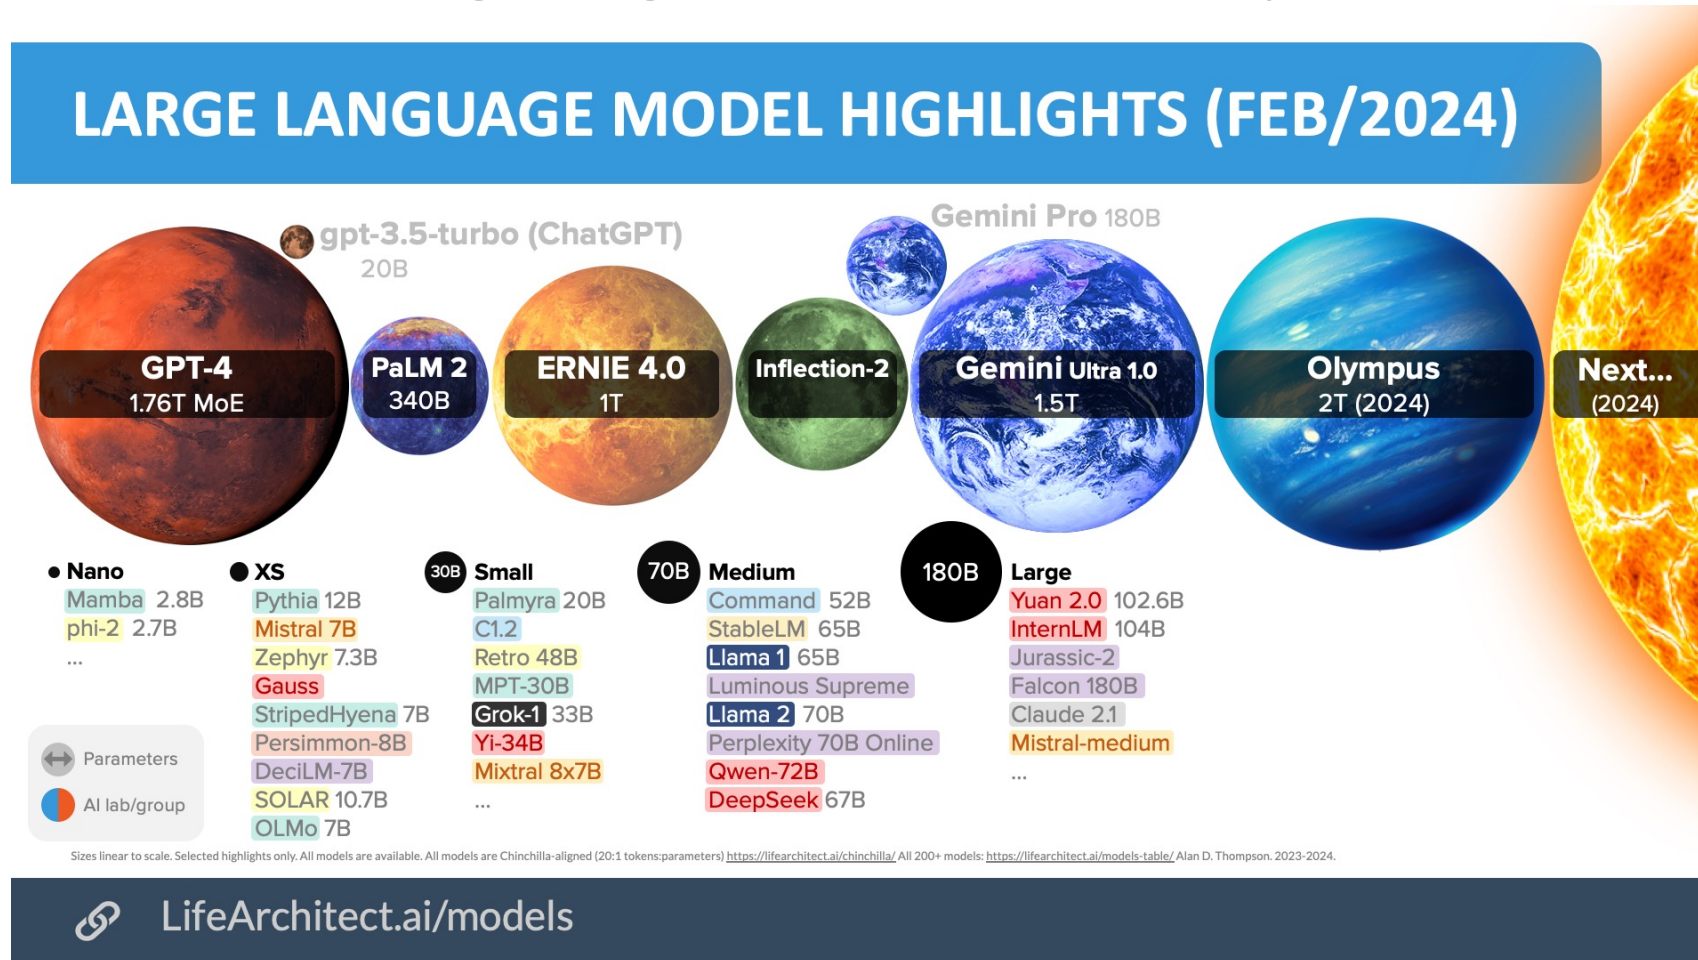 LARGE LANGUAGE MODEL HIGHLIGHTS (FEB/2024)
gpt-3.5-turbo (ChatGPT)
20B
Gemini Pro 180B
GPT-4
1.76T MoE
PaLM 2
340B
ERNIE 4.0
1T
Inflection-2
Gemini Ultra 1.0
1.5T
Olympus
2T (2024)
Next...
(2024)
Nano
Mamba 2.8B
phi-2 2.7B
...
XS
Pythia 12B
Mistral 7B
Zephyr 7.3B
Gauss
StripedHyena 7B
Persimmon-8B
DeciLM-7B
SOLAR 10.7B
OLMo 7B
30B Small
Palmyra 20B
C1.2
Retro 48B
MPT-30B
Grok-1 33B
Yi-34B
Mixtral 8x7B
...
70B Medium
Command 52B
StableLM 65B
Llama 1 65B
Luminous Supreme
Llama 2 70B
Perplexity 70B Online
Qwen-72B
DeepSeek 67B
180B Large
Yuan 2.0 102.6B
InternLM 104B
Jurassic-2
Falcon 180B
Claude 2.1
Mistral-medium
...
Parameters
AI lab/group
Sizes linear to scale. Selected highlights only. All models are available. All models are Chinchilla-aligned (20:1 tokens:parameters) https://lifearchitect.ai/chinchilla/ All 200+ models: https://lifearchitect.ai/models-table/ Alan D. Thompson. 2023-2024.
LifeArchitect.ai/models